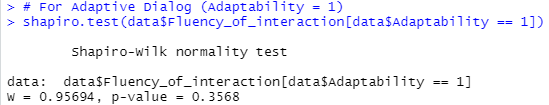 > # For Adaptive Dialog (Adaptability = 1)
> shapiro.test(data$Fluency_of_interaction[data$Adaptability == 1])
Shapiro-Wilk normality test
data:  data$Fluency_of_interaction[data$Adaptability == 1]
W = 0.95694, p-value = 0.3568